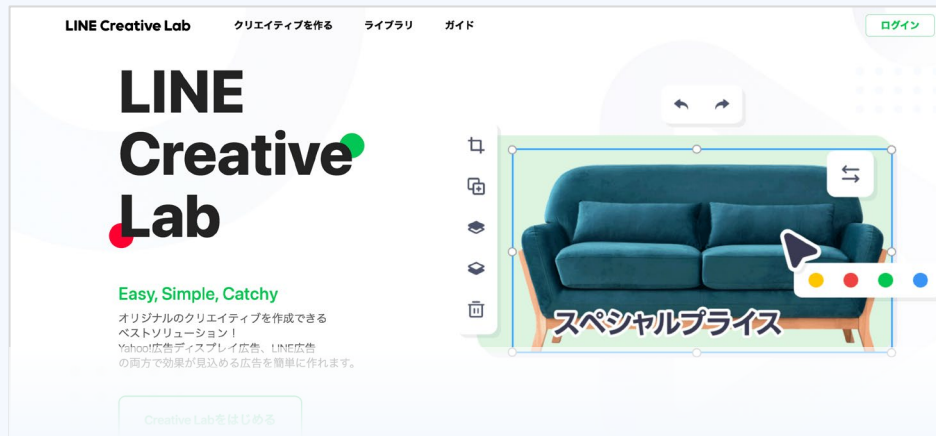 LINE Creative Lab クリエイティブを作る ライブラリ ガイド ログイン
LINE
Creative
Lab
Easy, Simple, Catchy
オリジナルのクリエイティブを作成できる
ベストソリューション！
Yahoo!広告ディスプレイ広告、LINE広告
の両方で効果が見込める広告を簡単に作れます。
Creative Labをはじめる
スペシャルプライス